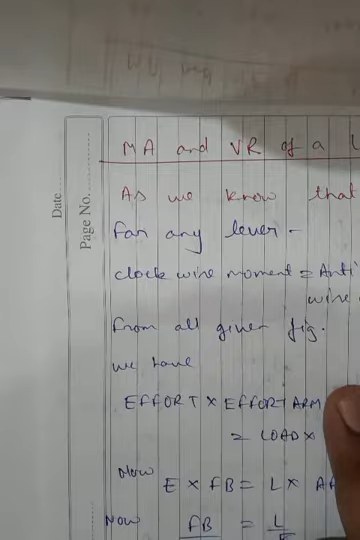 MA and VR of a L
As we know that
For any lever -
clock wise moment = Anti
wise
From all given fig.
we have
EFFORT × EFFORT ARM
= LOAD ×
Now E × FB = L × AF
Now FB = L
Date
Page No.